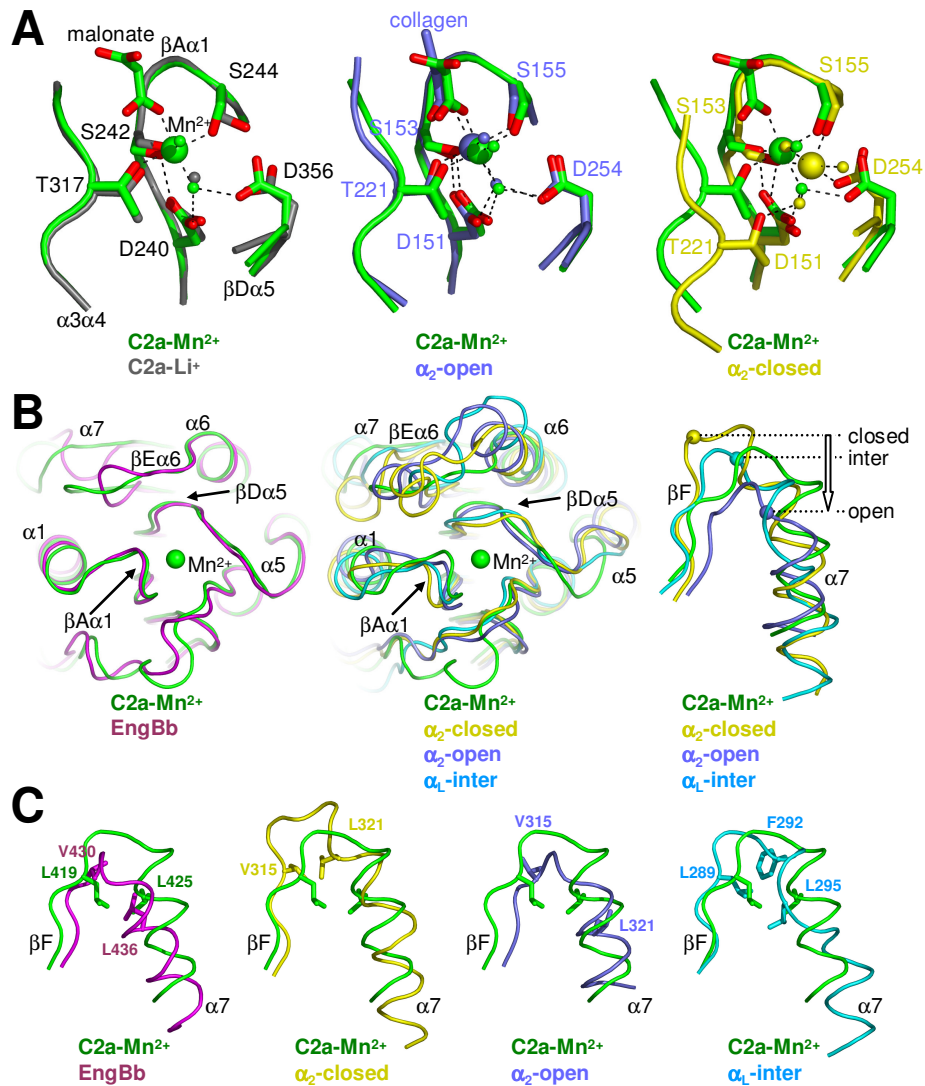 A
malonate
βAα1
S244
S242
Mn²⁺
T317
D356
D240
βDα5
α3α4
C2a-Mn²⁺
C2a-Li⁺
collagen
S155
S153
T221
D254
D151
C2a-Mn²⁺
α₂-open
S155
S153
D254
T221
D151
C2a-Mn²⁺
α₂-closed
B
α7
α6
βEα6
βDα5
α1
Mn²⁺
α5
βAα1
C2a-Mn²⁺
EngBb
α7
βEα6
α6
βDα5
α1
Mn²⁺
α5
βAα1
C2a-Mn²⁺
α₂-closed
α₂-open
αL-inter
closed
inter
βF
open
α7
C2a-Mn²⁺
α₂-closed
α₂-open
αL-inter
C
V430
L419
L425
L436
βF
α7
C2a-Mn²⁺
EngBb
L321
V315
βF
α7
C2a-Mn²⁺
α₂-closed
V315
L321
βF
α7
C2a-Mn²⁺
α₂-open
F292
L289
L295
βF
α7
C2a-Mn²⁺
αL-inter